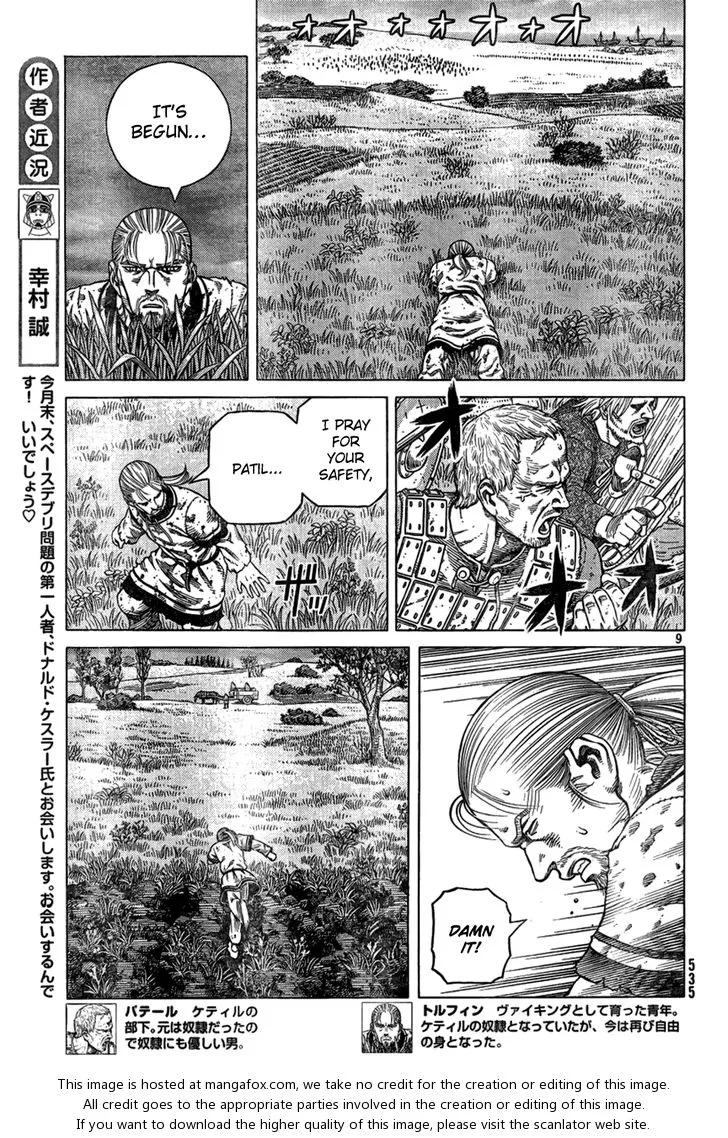 オオオオオオ
IT'S
BEGUN...
I PRAY
FOR
YOUR
SAFETY,
PATIL...
ザッ
9
DAMN
IT!
535
作者近況
幸村誠
今月末、スペースデブリ問題の第一人者、ドナルド・ケスラー氏とお会いします。お会いするんで
す!いいでしょう♡
パテール ケティルの
部下。元は奴隷だったの
で奴隷にも優しい男。
トルフィン ヴァイキングとして育った青年。
ケティルの奴隷となっていたが、今は再び自由
の身となった。
This image is hosted at mangafox.com, we take no credit for the creation or editing of this image.
All credit goes to the appropriate parties involved in the creation or editing of this image.
If you want to download the higher quality of this image, please visit the scanlator web site.